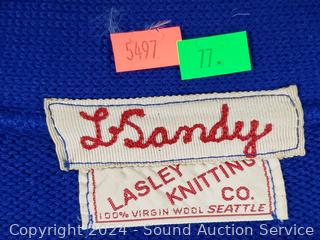 5497
77.
L Sandy
LASLEY
KNITTING
CO.
100% VIRGIN WOOL SEATTLE
Copyright 2024 - Sound Auction Service